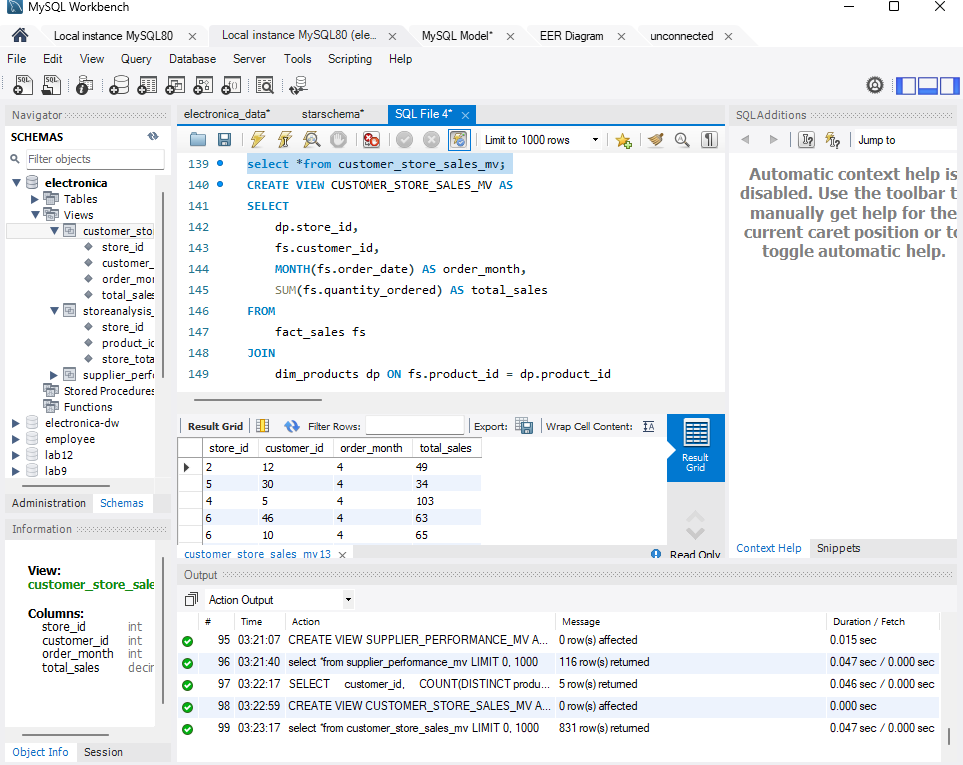 MySQL Workbench
Local instance MySQL80 Local instance MySQL80 (ele... MySQL Model* EER Diagram unconnected
File Edit View Query Database Server Tools Scripting Help
Navigator
SCHEMAS
Filter objects
electronica
Tables
Views
customer_sto
store_id
customer_
order_mon
total_sales
storeanalysis_
store_id
product_id
store_tota
supplier_perfo
Stored Procedures
Functions
electronica-dw
employee
lab12
lab9
Administration Schemas
Information
View:
customer_store_sale
Columns:
store_id int
customer_id int
order_month int
total_sales decin
Object Info Session
electronica_data* starschema* SQL File 4*
Limit to 1000 rows
139 select *from customer_store_sales_mv;
140 CREATE VIEW CUSTOMER_STORE_SALES_MV AS
141 SELECT
142 dp.store_id,
143 fs.customer_id,
144 MONTH(fs.order_date) AS order_month,
145 SUM(fs.quantity_ordered) AS total_sales
146 FROM
147 fact_sales fs
148 JOIN
149 dim_products dp ON fs.product_id = dp.product_id
Result Grid Filter Rows: Export: Wrap Cell Content:
store_id customer_id order_month total_sales
2 12 4 49
5 30 4 34
4 5 4 103
6 46 4 63
6 10 4 65
Result
Grid
customer_store_sales_mv 13 Read Only
SQL Additions
Jump to
Automatic context help is
disabled. Use the toolbar t
manually get help for the
current caret position or to
toggle automatic help.
Context Help Snippets
Output
Action Output
# Time Action Message Duration / Fetch
95 03:21:07 CREATE VIEW SUPPLIER_PERFORMANCE_MV A... 0 row(s) affected 0.015 sec
96 03:21:40 select *from supplier_performance_mv LIMIT 0, 1000 116 row(s) returned 0.047 sec / 0.000 sec
97 03:22:17 SELECT customer_id, COUNT(DISTINCT produ... 5 row(s) returned 0.046 sec / 0.000 sec
98 03:22:59 CREATE VIEW CUSTOMER_STORE_SALES_MV A... 0 row(s) affected 0.000 sec
99 03:23:17 select *from customer_store_sales_mv LIMIT 0, 1000 831 row(s) returned 0.047 sec / 0.000 sec